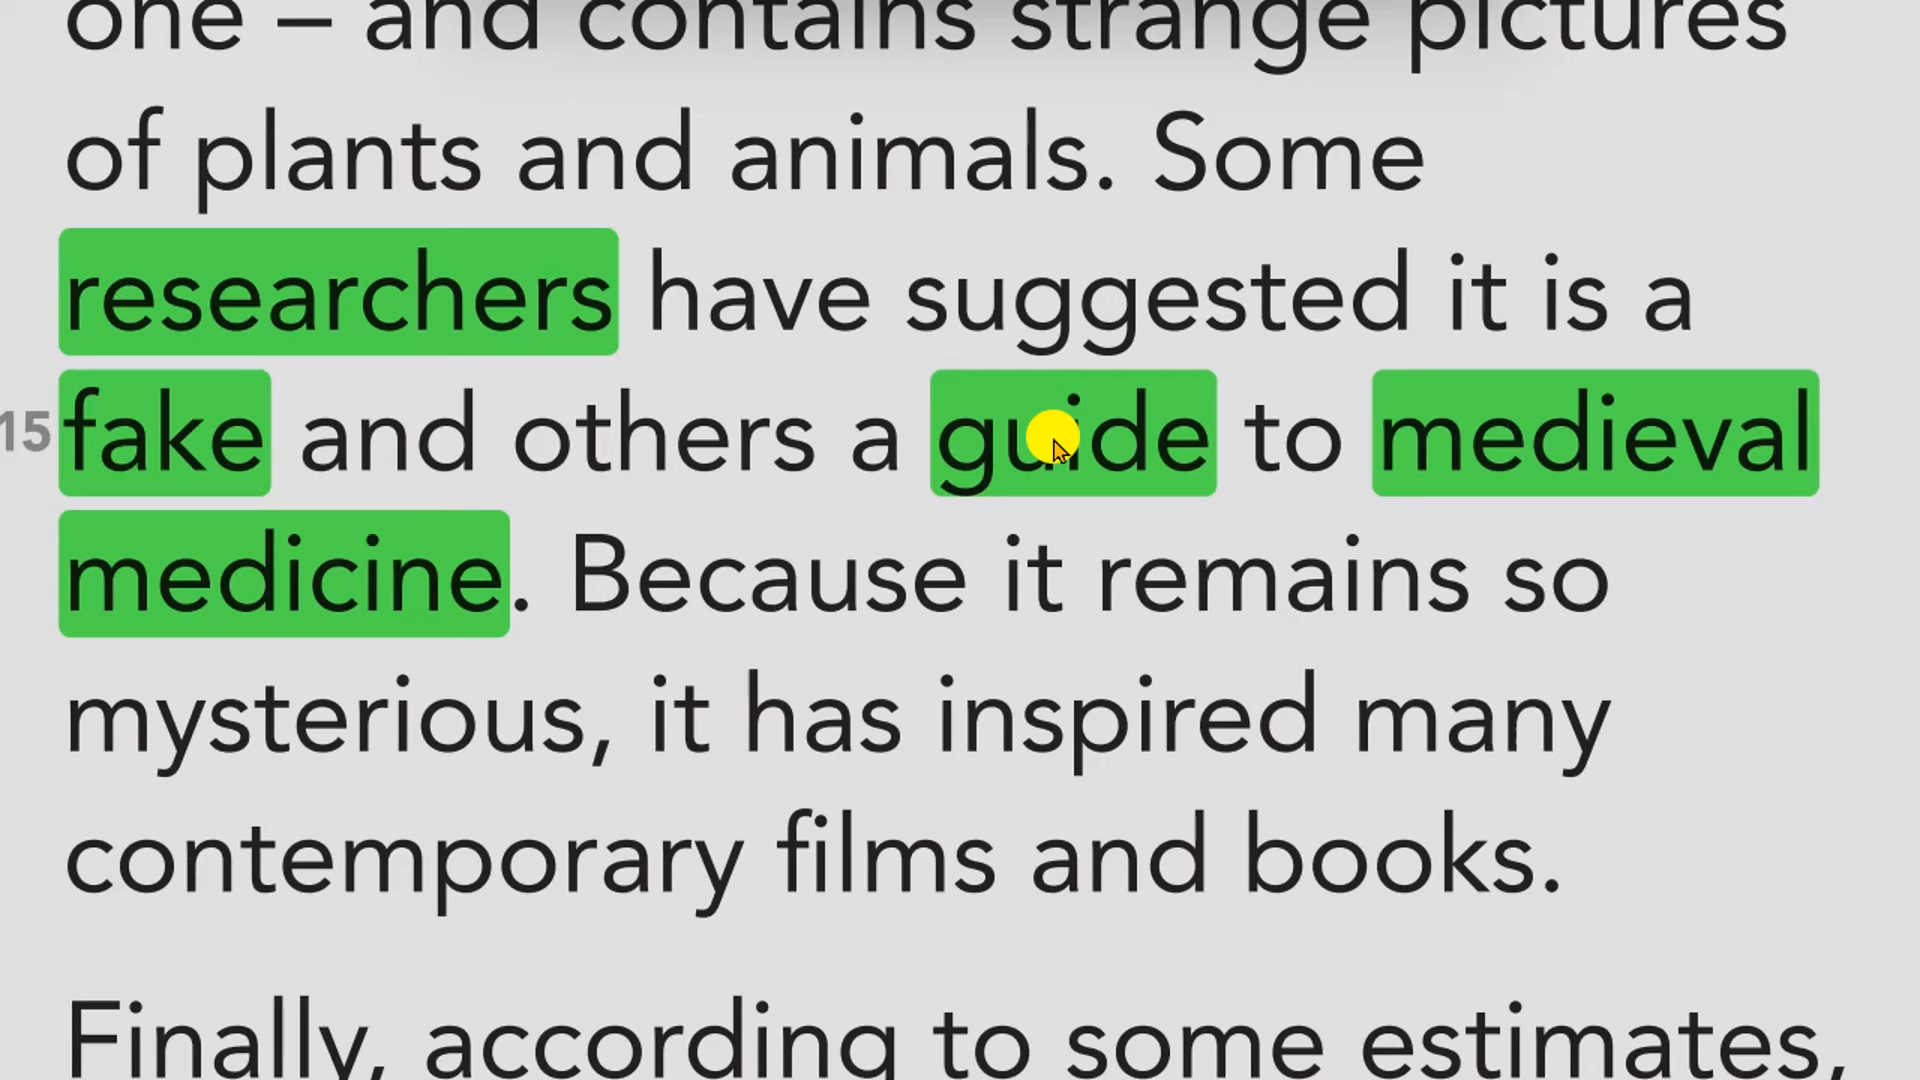 one – and contains strange pictures
of plants and animals. Some
researchers have suggested it is a
15 fake and others a guide to medieval
medicine. Because it remains so
mysterious, it has inspired many
contemporary films and books.
Finally, according to some estimates,